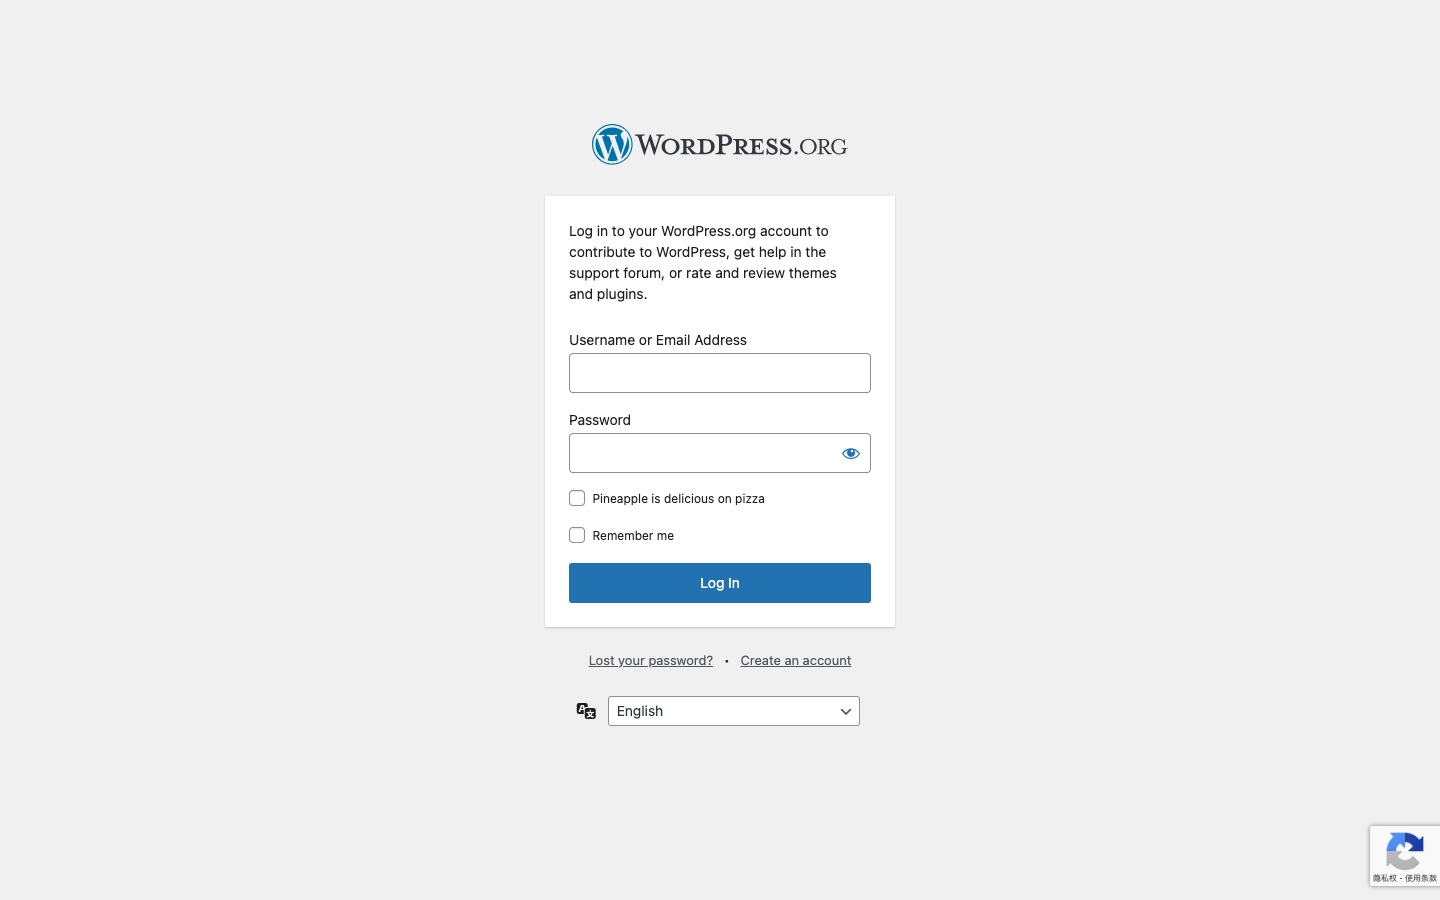 WORDPRESS.ORG
Log in to your WordPress.org account to
contribute to WordPress, get help in the
support forum, or rate and review themes
and plugins.
Username or Email Address
Password
Pineapple is delicious on pizza
Remember me
Log In
Lost your password? • Create an account
English
隐私权 - 使用条款